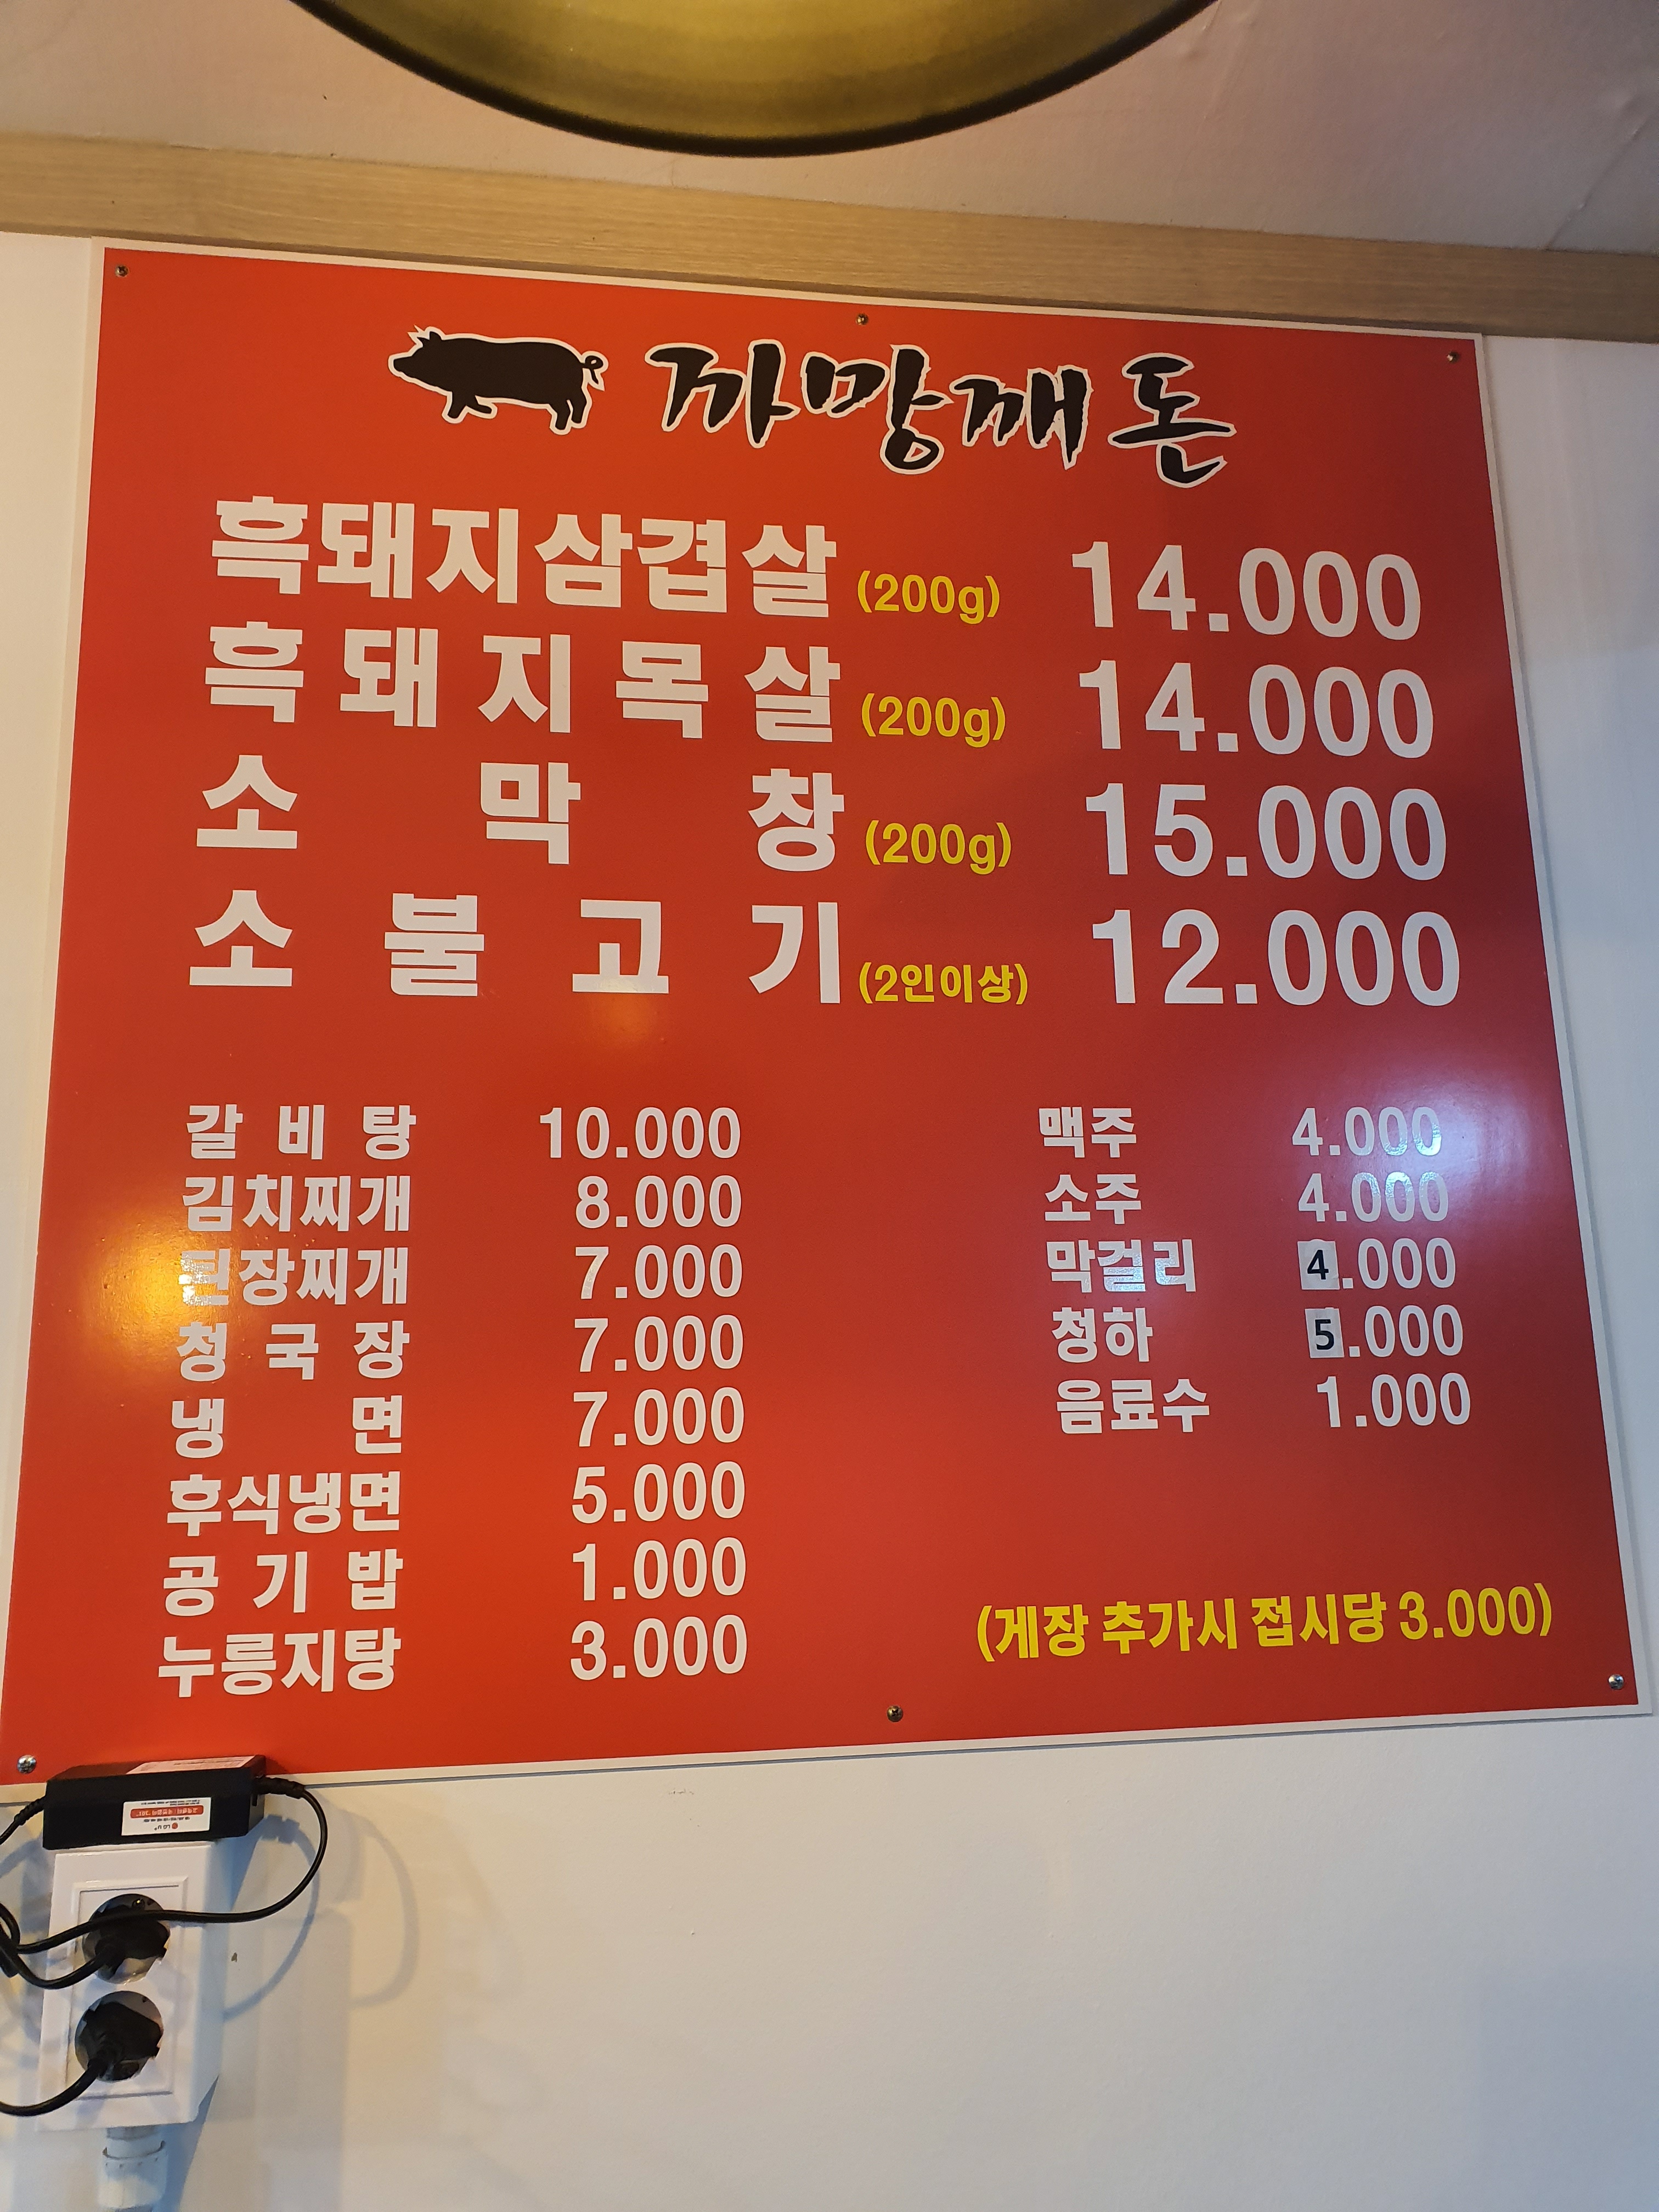 까망깨돈
흑돼지삼겹살 (200g) 14.000
흑돼지목살 (200g) 14.000
소막창 (200g) 15.000
소불고기 (2인이상) 12.000
갈비탕 10.000
김치찌개 8.000
된장찌개 7.000
청국장 7.000
냉면 7.000
후식냉면 5.000
공기밥 1.000
누릉지탕 3.000
맥주 4.000
소주 4.000
막걸리 4.000
청하 5.000
음료수 1.000
(게장 추가시 접시당 3.000)